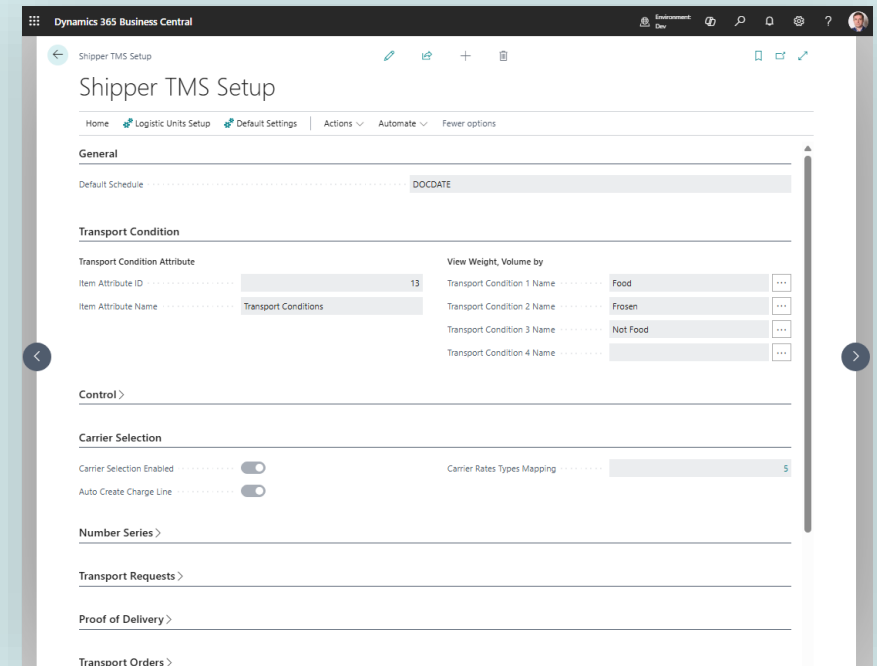 Dynamics 365 Business Central
Environment:
Dev
?
Shipper TMS Setup
Shipper TMS Setup
Home Logistic Units Setup Default Settings Actions Automate Fewer options
General
Default Schedule DOCDATE
Transport Condition
Transport Condition Attribute
Item Attribute ID 13
Item Attribute Name Transport Conditions
View Weight, Volume by
Transport Condition 1 Name Food
Transport Condition 2 Name Frosen
Transport Condition 3 Name Not Food
Transport Condition 4 Name
Control
Carrier Selection
Carrier Selection Enabled
Auto Create Charge Line
Carrier Rates Types Mapping 5
Number Series
Transport Requests
Proof of Delivery
Transport Orders